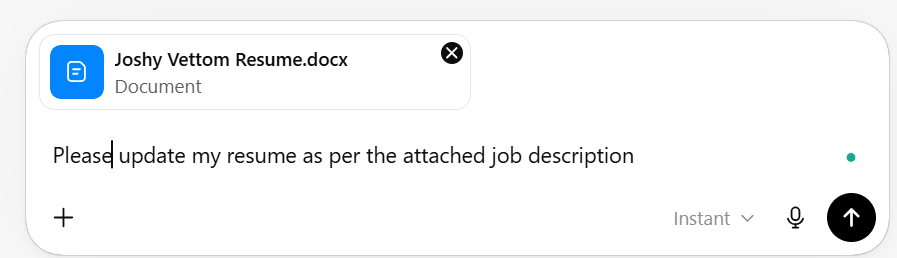 Joshy Vettom Resume.docx
Document
Please update my resume as per the attached job description
Instant